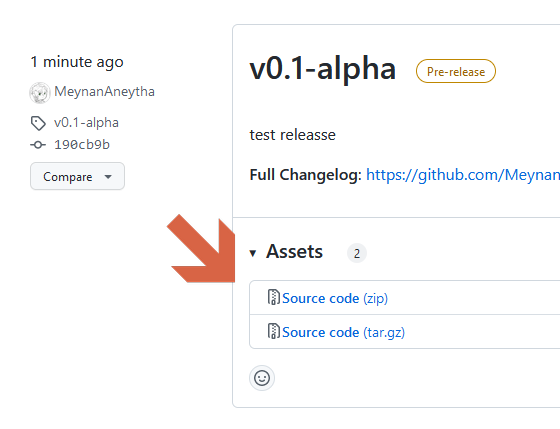 1 minute ago
MeynanAneytha
v0.1-alpha
190cb9b
Compare
v0.1-alpha Pre-release
test releasse
Full Changelog: https://github.com/Meynan
Assets 2
Source code (zip)
Source code (tar.gz)